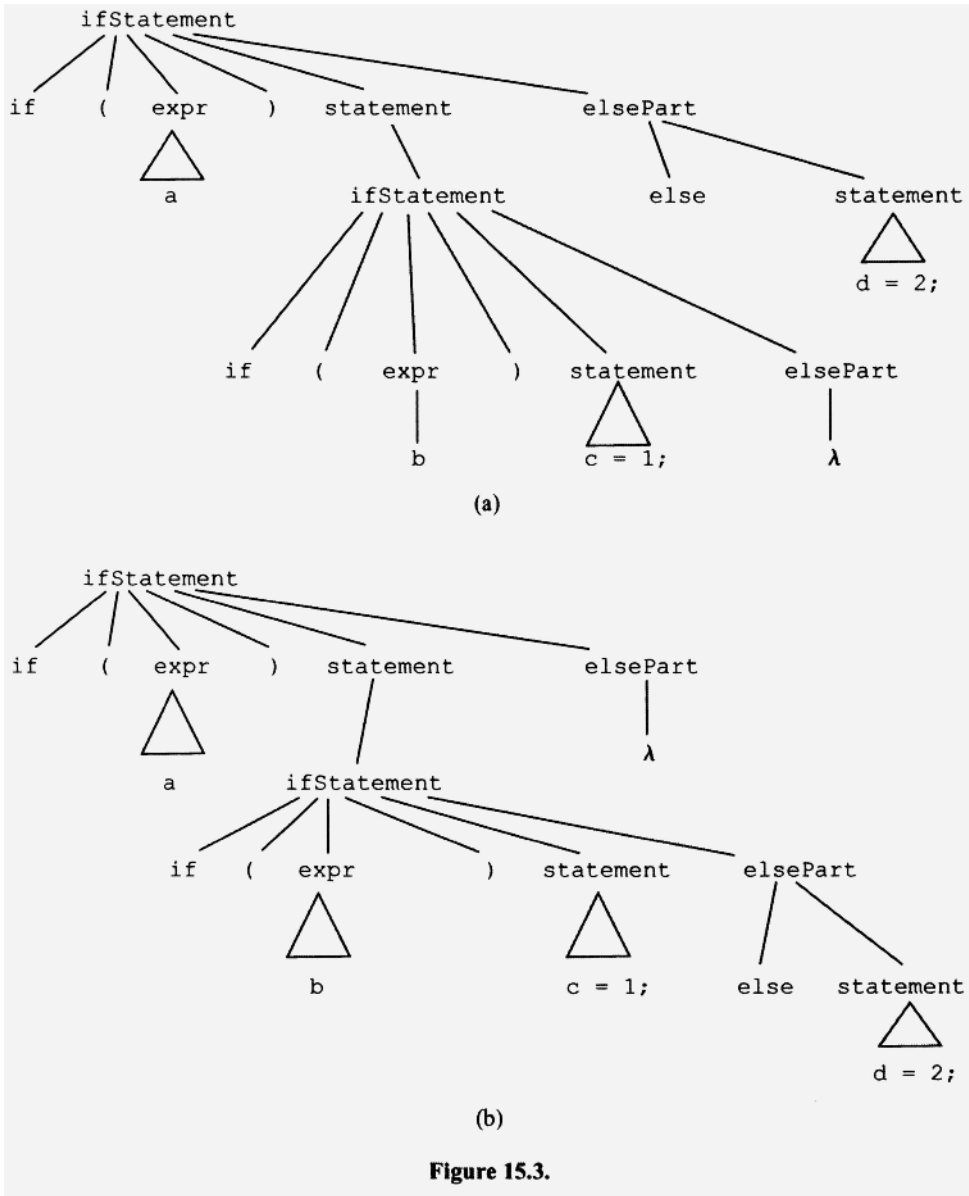 ifStatement
if ( expr ) statement elsePart
a ifStatement else statement
d = 2;
if ( expr ) statement elsePart
b c = 1; λ
(a)
ifStatement
if ( expr ) statement elsePart
λ
a ifStatement
if ( expr ) statement elsePart
b c = 1; else statement
d = 2;
(b)
Figure 15.3.